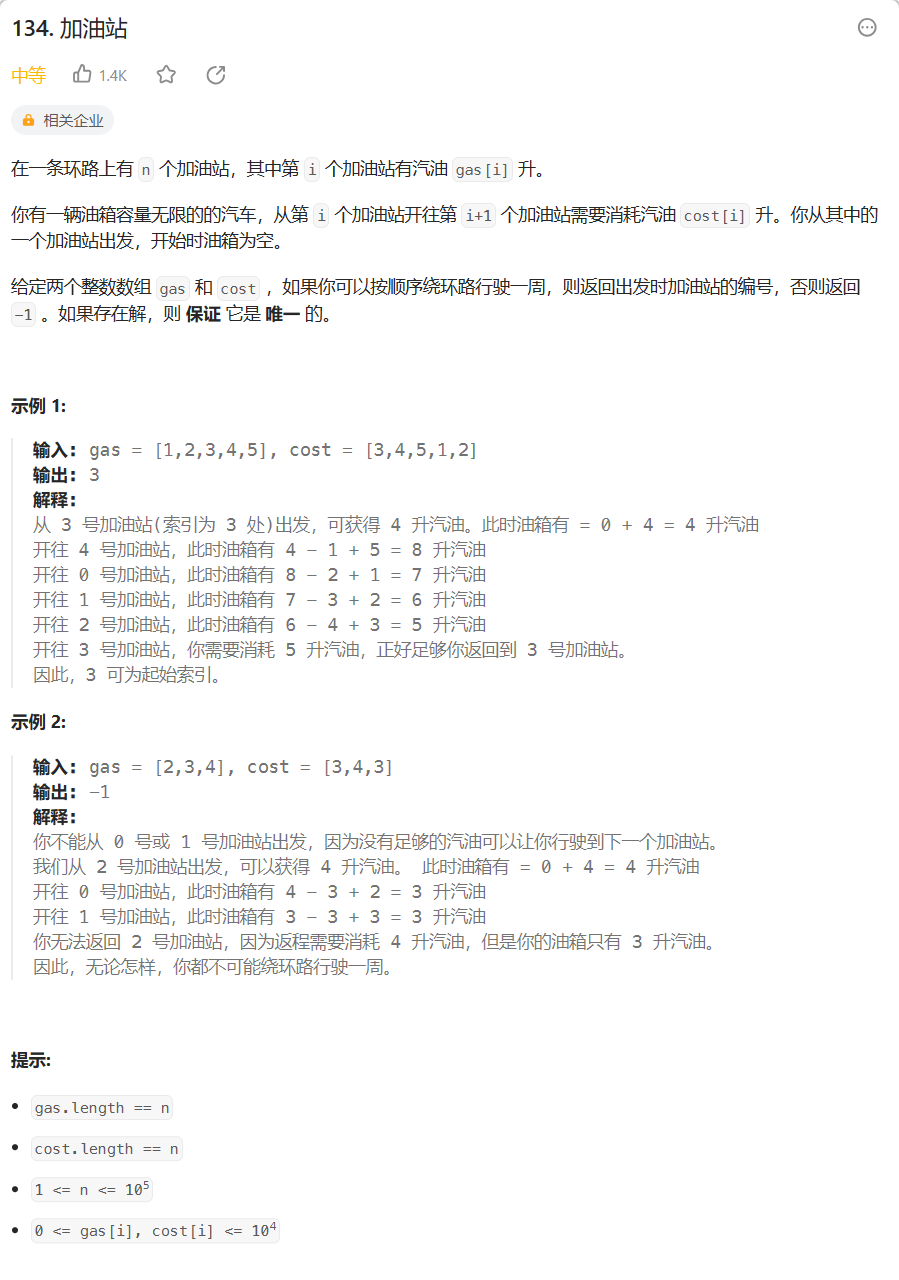 134. 加油站
中等 1.4K
相关企业
在一条环路上有 n 个加油站，其中第 i 个加油站有汽油 gas[i] 升。
你有一辆油箱容量无限的的汽车，从第 i 个加油站开往第 i+1 个加油站需要消耗汽油 cost[i] 升。你从其中的
一个加油站出发，开始时油箱为空。
给定两个整数数组 gas 和 cost ，如果你可以按顺序绕环路行驶一周，则返回出发时加油站的编号，否则返回
-1 。如果存在解，则 保证 它是 唯一 的。
示例 1:
输入: gas = [1,2,3,4,5], cost = [3,4,5,1,2]
输出: 3
解释:
从 3 号加油站(索引为 3 处)出发，可获得 4 升汽油。此时油箱有 = 0 + 4 = 4 升汽油
开往 4 号加油站，此时油箱有 4 - 1 + 5 = 8 升汽油
开往 0 号加油站，此时油箱有 8 - 2 + 1 = 7 升汽油
开往 1 号加油站，此时油箱有 7 - 3 + 2 = 6 升汽油
开往 2 号加油站，此时油箱有 6 - 4 + 3 = 5 升汽油
开往 3 号加油站，你需要消耗 5 升汽油，正好足够你返回到 3 号加油站。
因此，3 可为起始索引。
示例 2:
输入: gas = [2,3,4], cost = [3,4,3]
输出: -1
解释:
你不能从 0 号或 1 号加油站出发，因为没有足够的汽油可以让你行驶到下一个加油站。
我们从 2 号加油站出发，可以获得 4 升汽油。 此时油箱有 = 0 + 4 = 4 升汽油
开往 0 号加油站，此时油箱有 4 - 3 + 2 = 3 升汽油
开往 1 号加油站，此时油箱有 3 - 3 + 3 = 3 升汽油
你无法返回 2 号加油站，因为返程需要消耗 4 升汽油，但是你的油箱只有 3 升汽油。
因此，无论怎样，你都不可能绕环路行驶一周。
提示:
• gas.length == n
• cost.length == n
• 1 <= n <= 10⁵
• 0 <= gas[i], cost[i] <= 10⁴